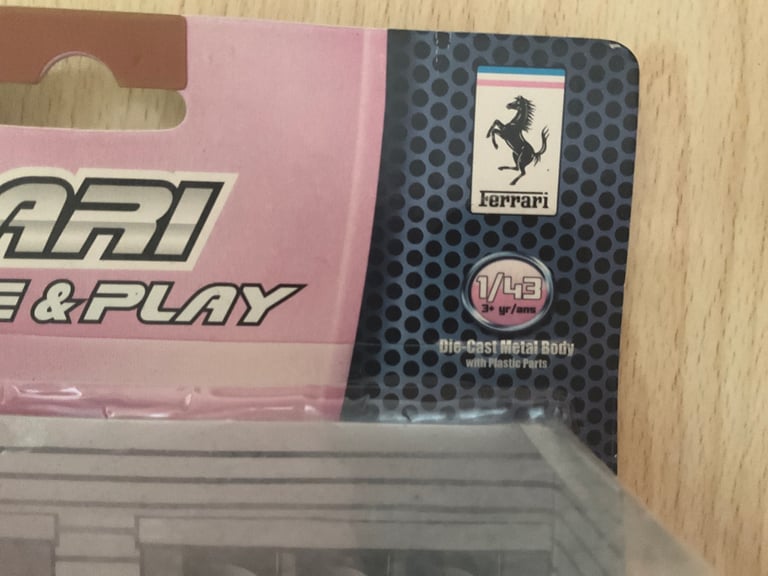 ARI
E & PLAY
Ferrari
1/43
3+ yr/ans
Die-Cast Metal Body
with Plastic Parts